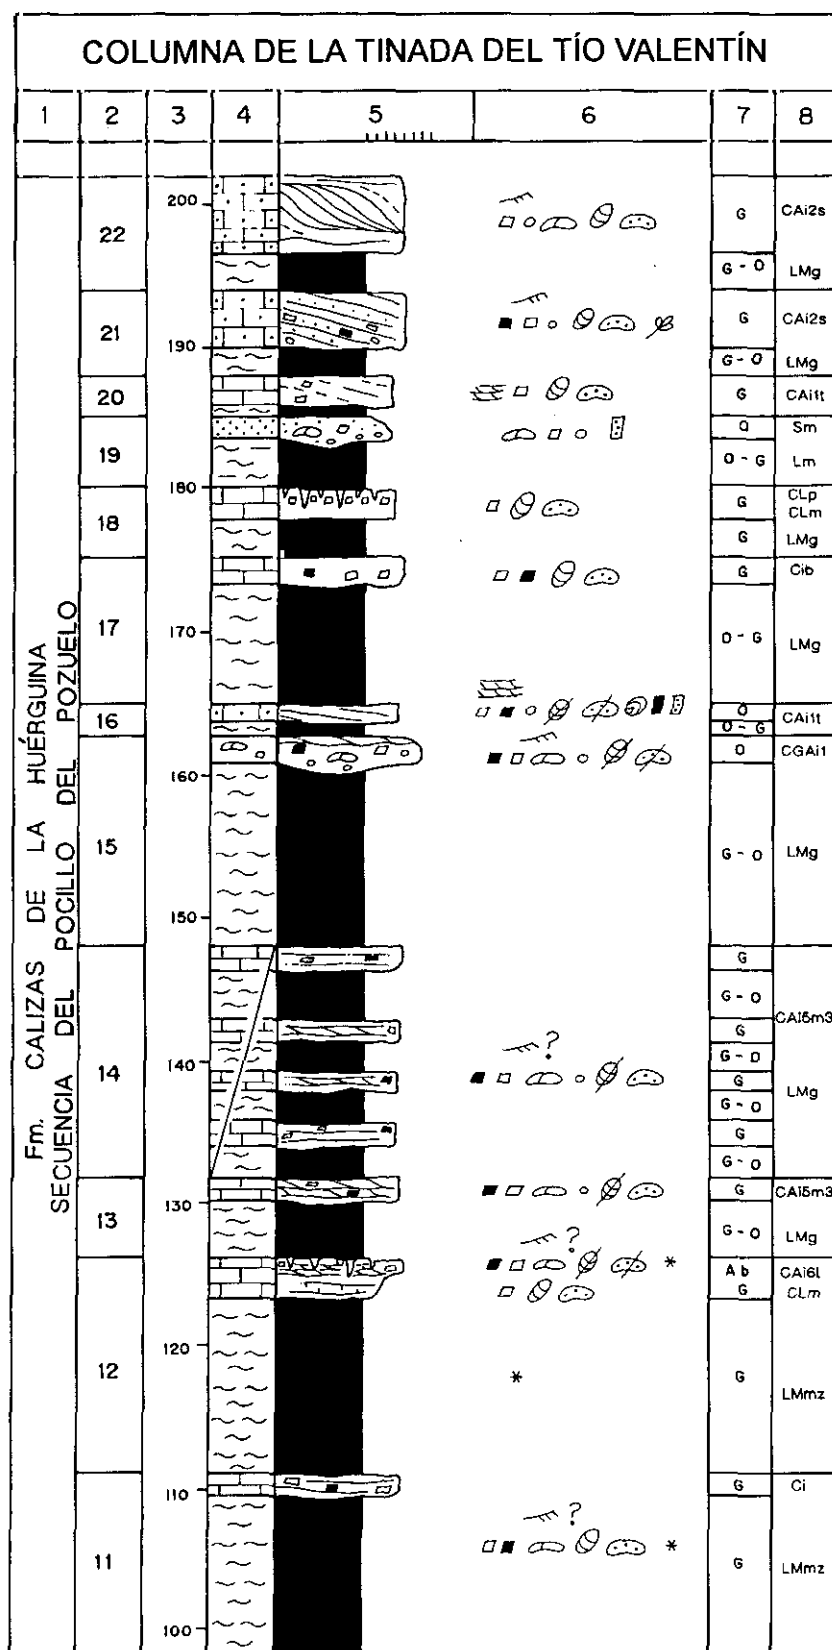 COLUMNA DE LA TINADA DEL TÍO VALENTÍN
1 2 3 4 5 6 7 8
Fm. CALIZAS DE LA HUÉRGUINA
SECUENCIA DEL POCILLO DEL POZUELO
200
22 G CAi2s
G - O LMg
21 G CAi2s
190
G - O LMg
20 G CAi1t
19 O Sm
O - G Lm
180
18 G CLp
CLm
G LMg
G Cib
17
170
O - G LMg
16 O CAi1t
O - G
O CGAi1
160
15 G - O LMg
150
G
G - O CAi5m3
G
? G - O
140
14 G LMg
G - O
G
G - O
G CAi5m3
130
13 G - O LMg
?
* Ab CAi6l
G CLm
120
12 * G LMmz
110
G Ci
?
11 * G LMmz
100